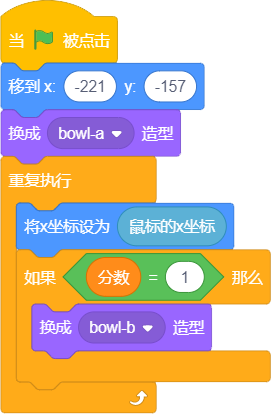 当 被点击
移到 x: -221 y: -157
换成 bowl-a 造型
重复执行
将x坐标设为 鼠标的x坐标
如果 分数 = 1 那么
换成 bowl-b 造型